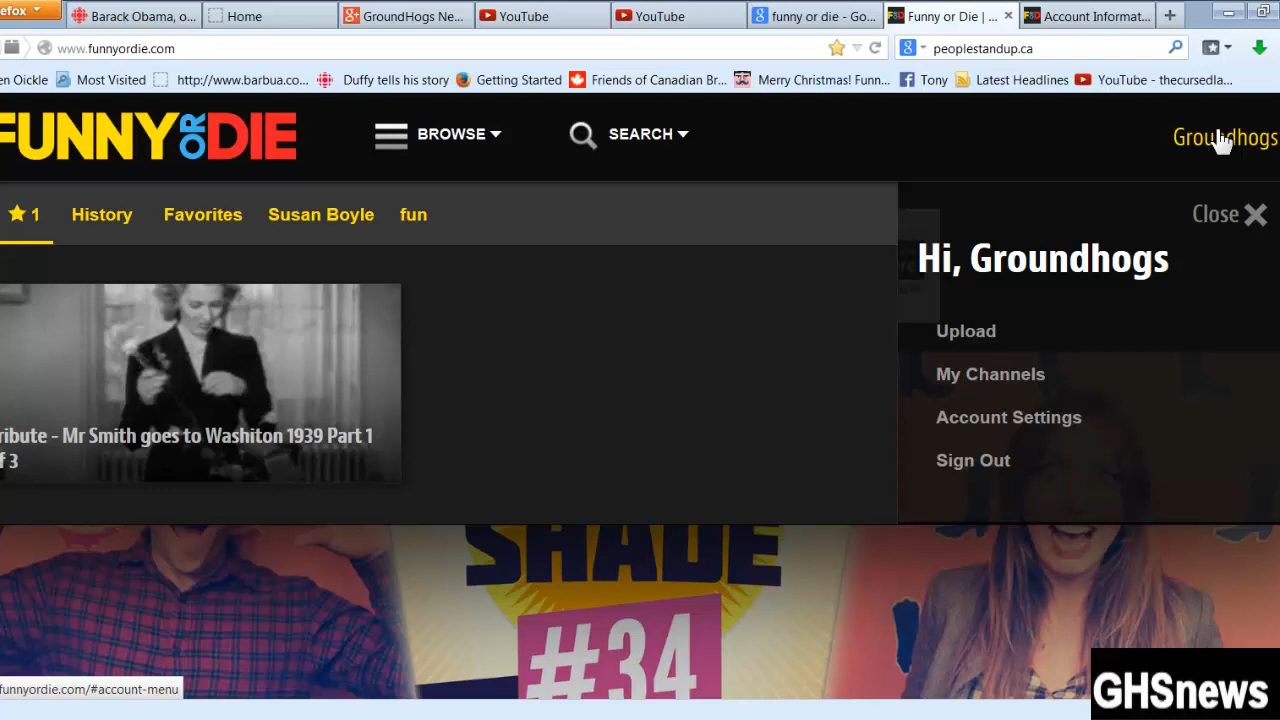 efox
Barack Obama, o...
Home
GroundHogs Ne...
YouTube
YouTube
funny or die - Go...
Funny or Die | ...
Account Informat...
www.funnyordie.com
peoplestandup.ca
en Oickle
Most Visited
http://www.barbua.co...
Duffy tells his story
Getting Started
Friends of Canadian Br...
Merry Christmas! Funn...
Tony
Latest Headlines
YouTube - thecursedla...
FUNNY OR DIE
BROWSE
SEARCH
Groundhogs
1
History
Favorites
Susan Boyle
fun
Close
Hi, Groundhogs
Upload
My Channels
Account Settings
Sign Out
ribute - Mr Smith goes to Washiton 1939 Part 1
f 3
SHADE
#34
funnyordie.com/#account-menu
GHSnews